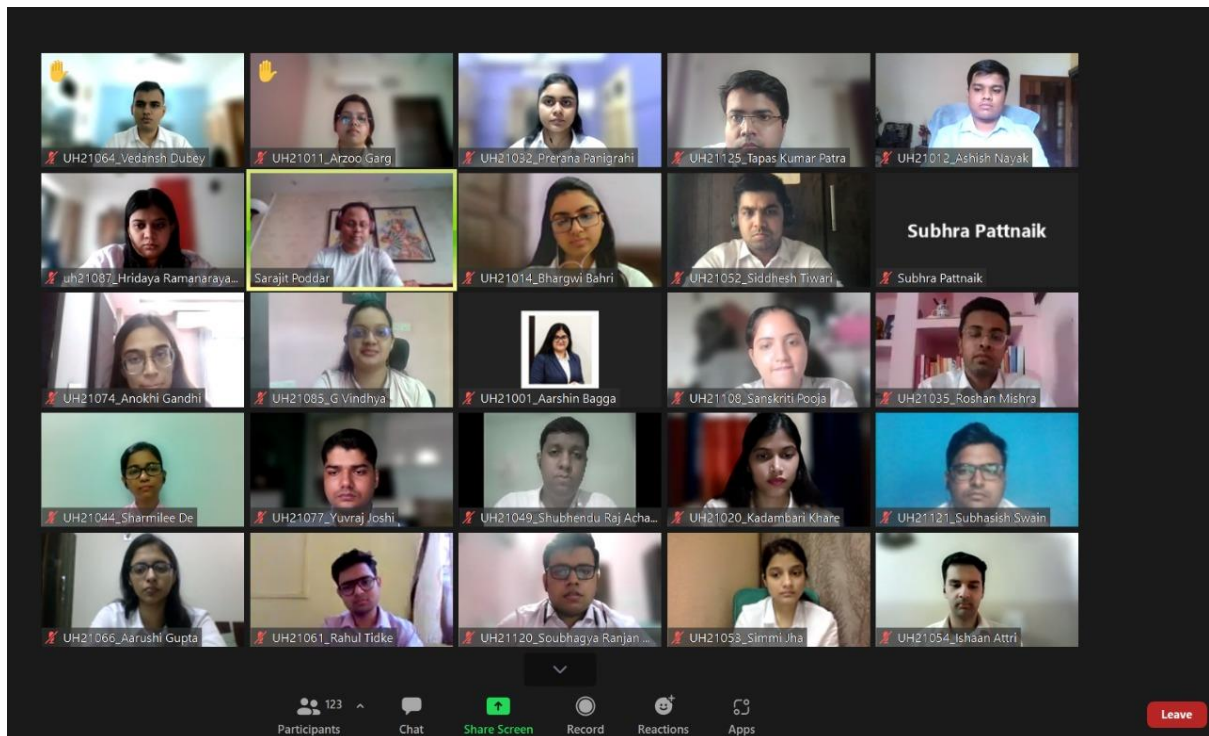 UH21064_Vedansh Dubey
UH21011_Arzoo Garg
UH21032_Prerana Panigrahi
UH21125_Tapas Kumar Patra
UH21012_Ashish Nayak
uh21087_Hridaya Ramanaraya...
Sarajit Poddar
UH21014_Bhargwi Bahri
UH21052_Siddhesh Tiwari
Subhra Pattnaik
Subhra Pattnaik
UH21074_Anokhi Gandhi
UH21085_G Vindhya
UH21001_Aarshin Bagga
UH21108_Sanskriti Pooja
UH21035_Roshan Mishra
UH21044_Sharmilee De
UH21077_Yuvraj Joshi
UH21049_Shubhendu Raj Acha...
UH21020_Kadambari Khare
UH21121_Subhasish Swain
UH21066_Aarushi Gupta
UH21061_Rahul Tidke
UH21120_Soubhagya Ranjan ...
UH21053_Simmi Jha
UH21054_Ishaan Attri
123
Participants
Chat
Share Screen
Record
Reactions
Apps
Leave